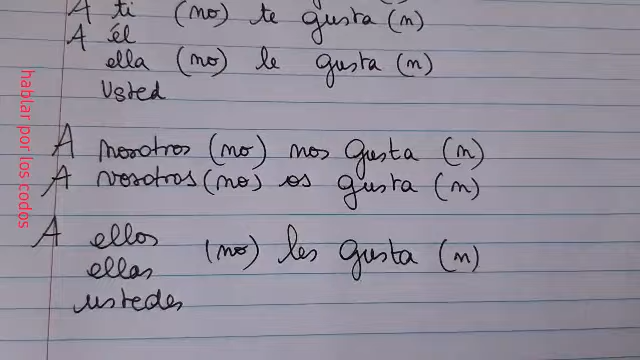 A ti (no) te gusta (n)
A él
ella (no) le gusta (n)
Usted
A nosotros (no) nos gusta (n)
A vosotros (no) os gusta (n)
A ellos
ellas (no) les gusta (n)
ustedes
hablar por los codos